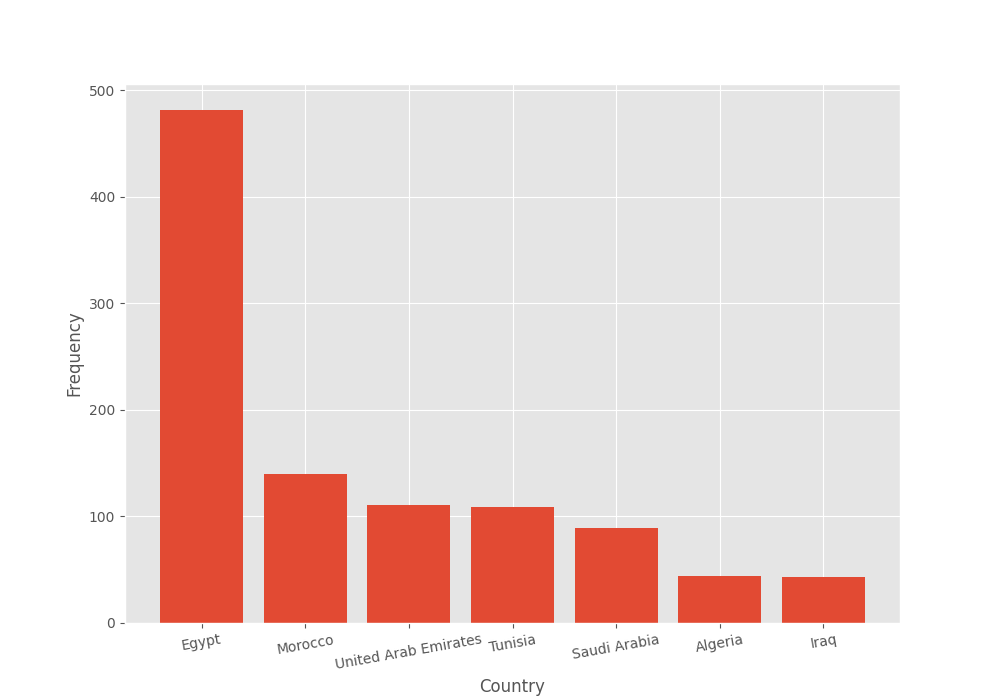 500
400
300
200
100
0
Frequency
Egypt
Morocco
United Arab Emirates
Tunisia
Saudi Arabia
Algeria
Iraq
Country